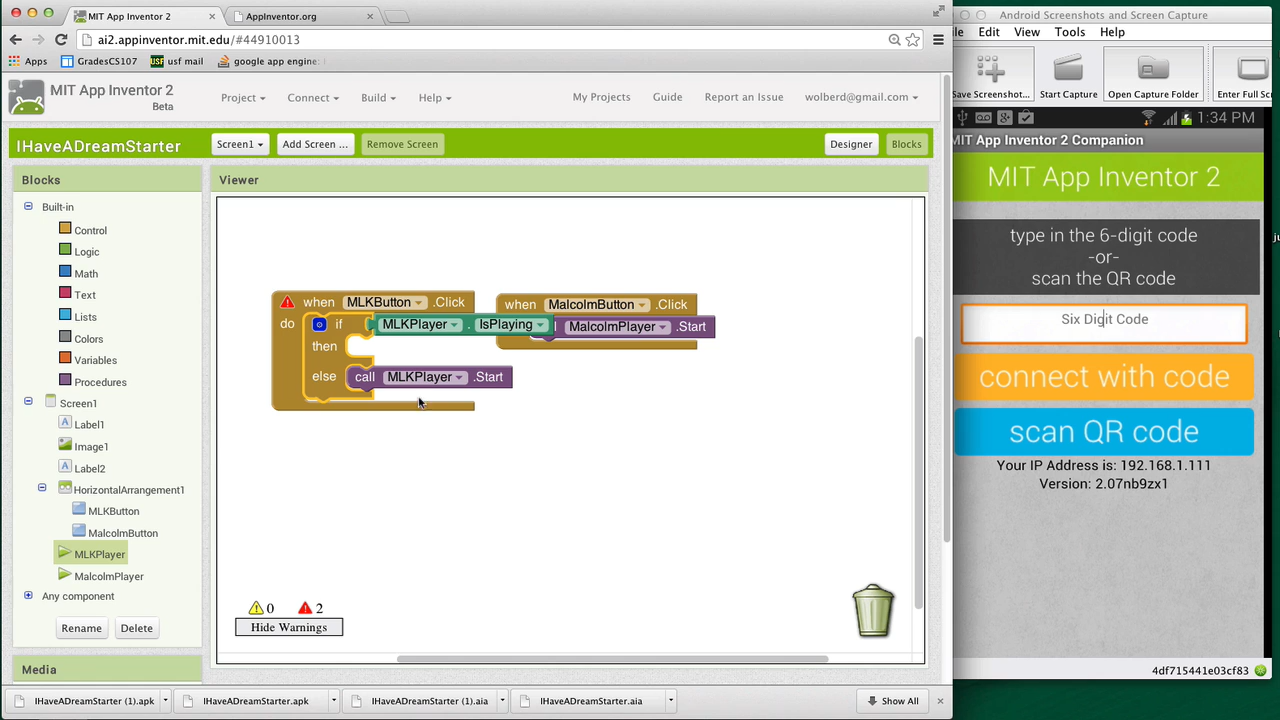 MIT App Inventor 2
AppInventor.org
ai2.appinventor.mit.edu/#44910013
Apps
GradesCS107
usf mail
google app engine:
MIT App Inventor 2
Beta
Project
Connect
Build
Help
My Projects
Guide
Report an Issue
wolberd@gmail.com
IHaveADreamStarter
Screen1
Add Screen ...
Remove Screen
Designer
Blocks
Blocks
Built-in
Control
Logic
Math
Text
Lists
Colors
Variables
Procedures
Screen1
Label1
Image1
Label2
HorizontalArrangement1
MLKButton
MalcolmButton
MLKPlayer
MalcolmPlayer
Any component
Rename
Delete
Media
Viewer
when MLKButton .Click
do if MLKPlayer . IsPlaying
then
else call MLKPlayer .Start
when MalcolmButton .Click
MalcolmPlayer .Start
0 2
Hide Warnings
IHaveADreamStarter (1).apk
IHaveADreamStarter.apk
IHaveADreamStarter (1).aia
IHaveADreamStarter.aia
Show All
Android Screenshots and Screen Capture
ile Edit View Tools Help
Save Screenshot...
Start Capture
Open Capture Folder
Enter Full Scr
1:34 PM
MIT App Inventor 2 Companion
MIT App Inventor 2
type in the 6-digit code
-or-
scan the QR code
Six Digit Code
connect with code
scan QR code
Your IP Address is: 192.168.1.111
Version: 2.07nb9zx1
4df715441e03cf83